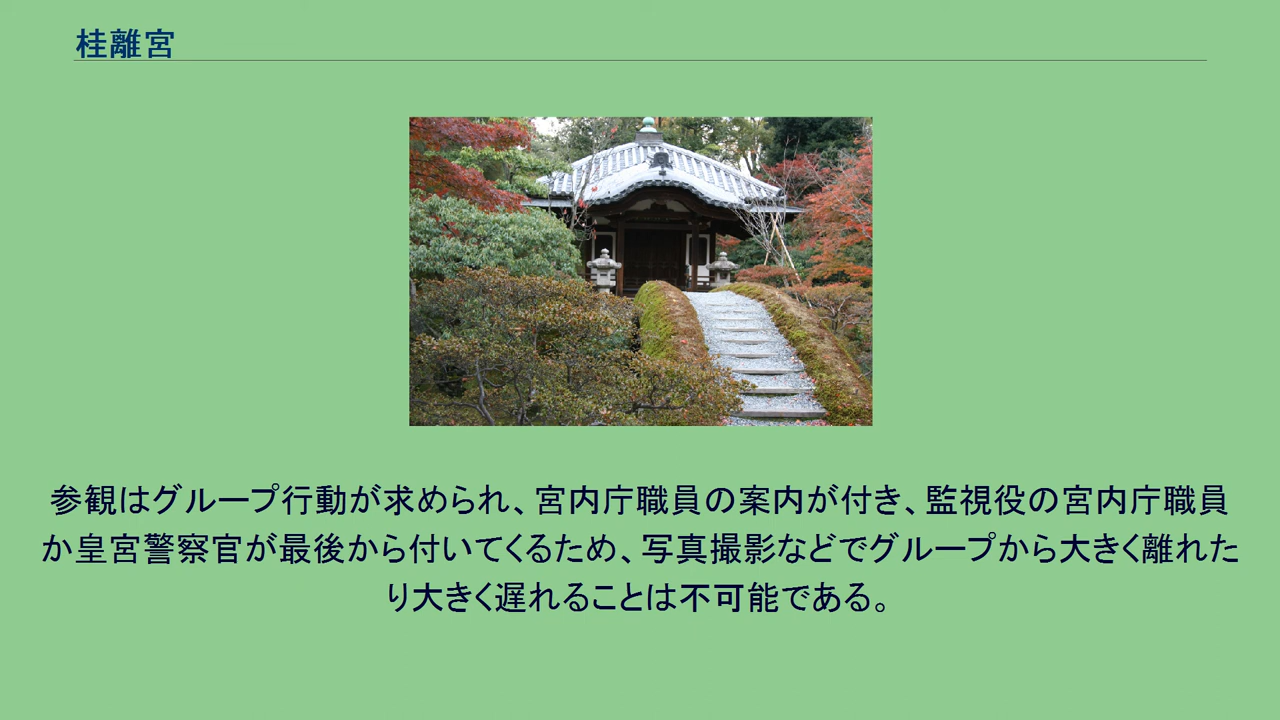 桂離宮
参観はグループ行動が求められ、宮内庁職員の案内が付き、監視役の宮内庁職員
か皇宮警察官が最後から付いてくるため、写真撮影などでグループから大きく離れた
り大きく遅れることは不可能である。